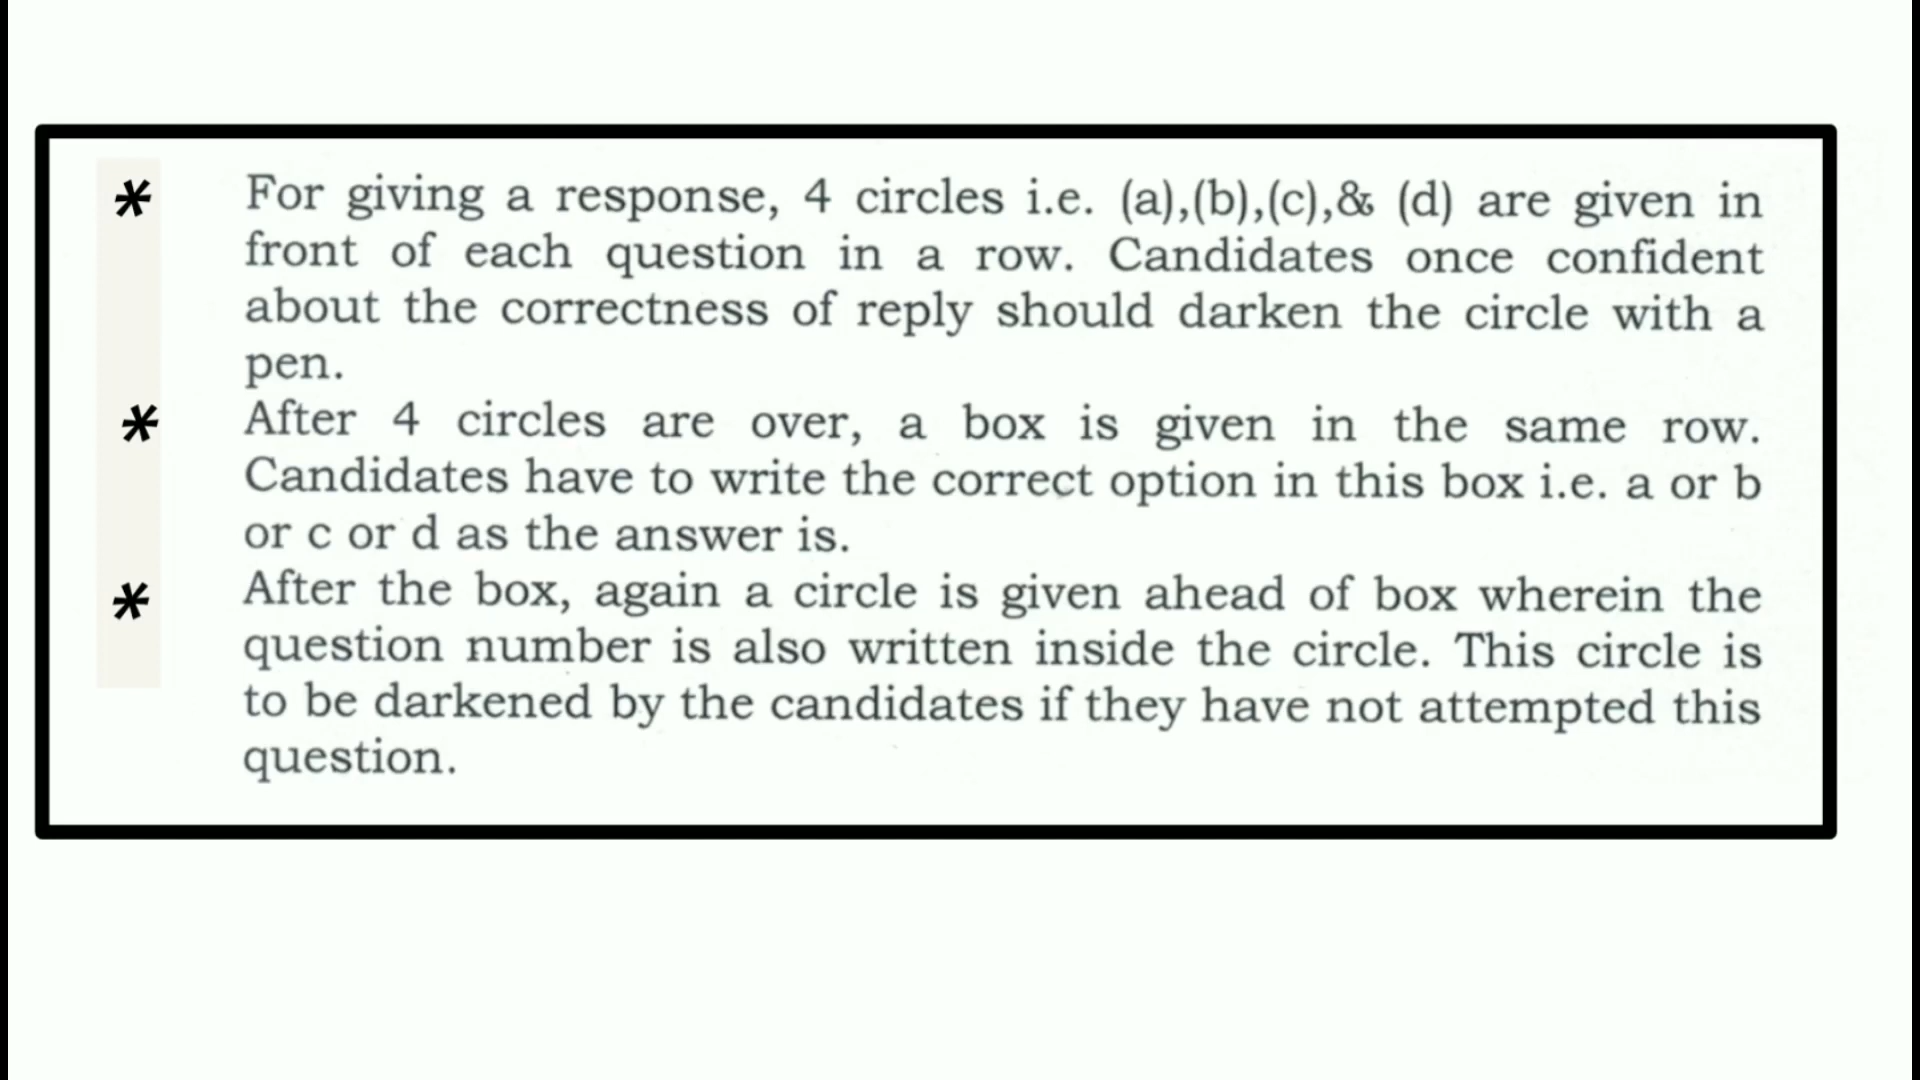 * For giving a response, 4 circles i.e. (a),(b),(c),& (d) are given in
front of each question in a row. Candidates once confident
about the correctness of reply should darken the circle with a
pen.
* After 4 circles are over, a box is given in the same row.
Candidates have to write the correct option in this box i.e. a or b
or c or d as the answer is.
* After the box, again a circle is given ahead of box wherein the
question number is also written inside the circle. This circle is
to be darkened by the candidates if they have not attempted this
question.